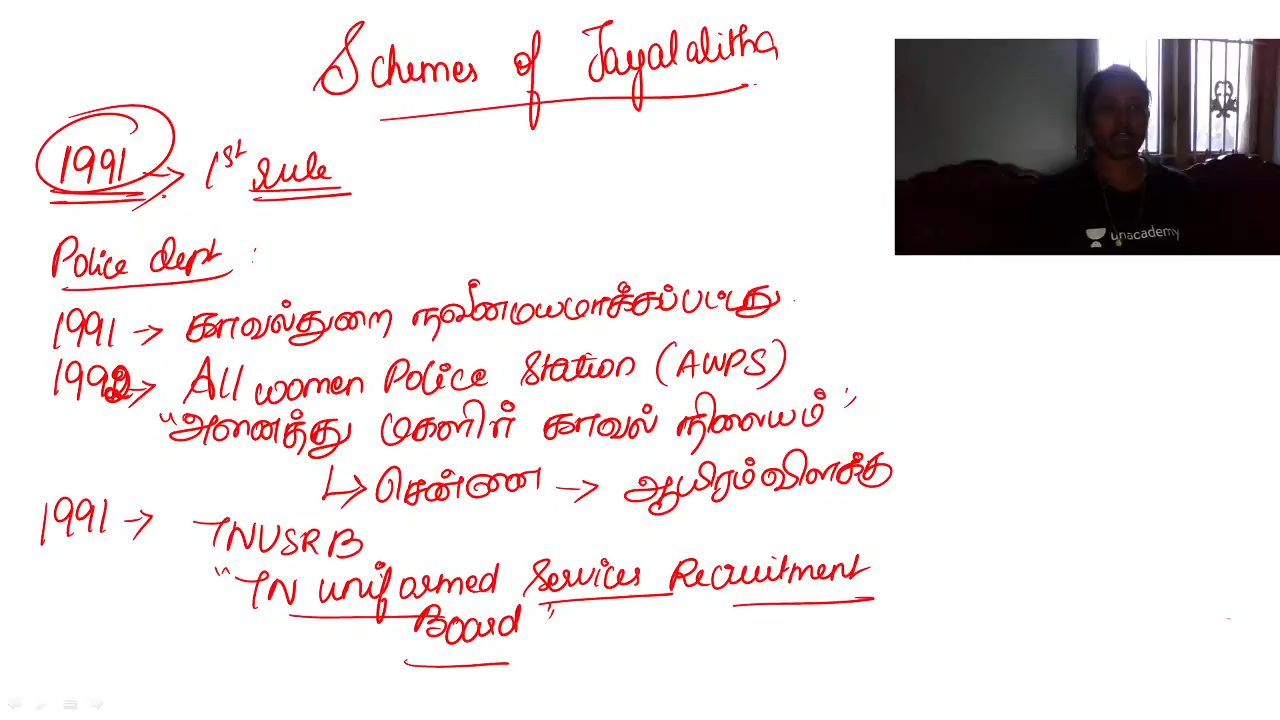 Schemes of Jayalalitha
1991 → 1st rule
Police dept :
1991 → காவல்துறை நவீனமயமாக்கப்பட்டது
1992 → All women Police Station (AWPS)
"அனைத்து மகளிர் காவல் நிலையம்"
↳ சென்னை → ஆயிரம்விளக்கு
1991 → TNUSRB
"TN uniformed Services Recruitment
Board"
unacademy